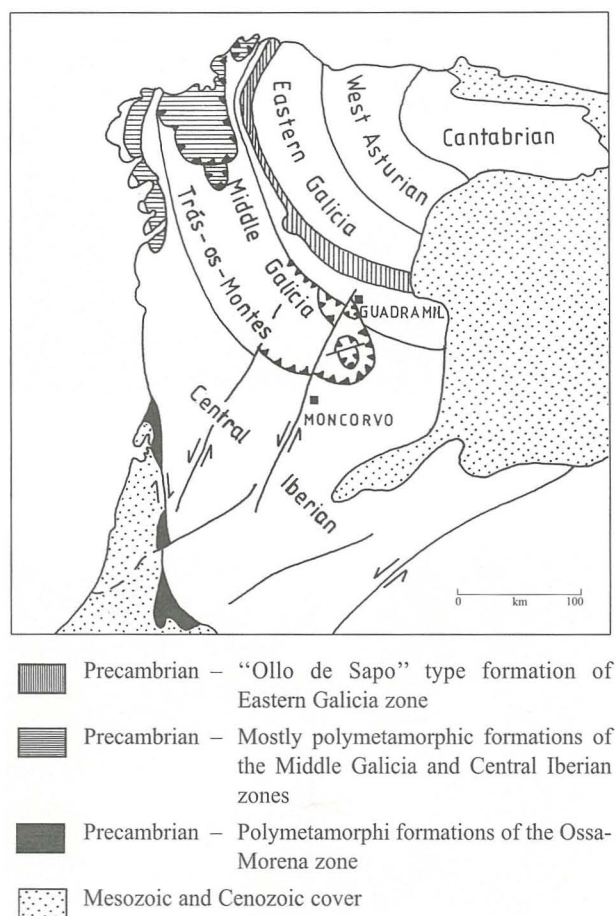 Cantabrian
West Asturian
Eastern Galicia
Middle Galicia -
Trás-os-Montes
GUADRAMIL
MONCORVO
Central
Iberian
0 km 100
Precambrian – “Ollo de Sapo” type formation of
Eastern Galicia zone
Precambrian – Mostly polymetamorphic formations of
the Middle Galicia and Central Iberian
zones
Precambrian – Polymetamorphi formations of the Ossa-
Morena zone
Mesozoic and Cenozoic cover